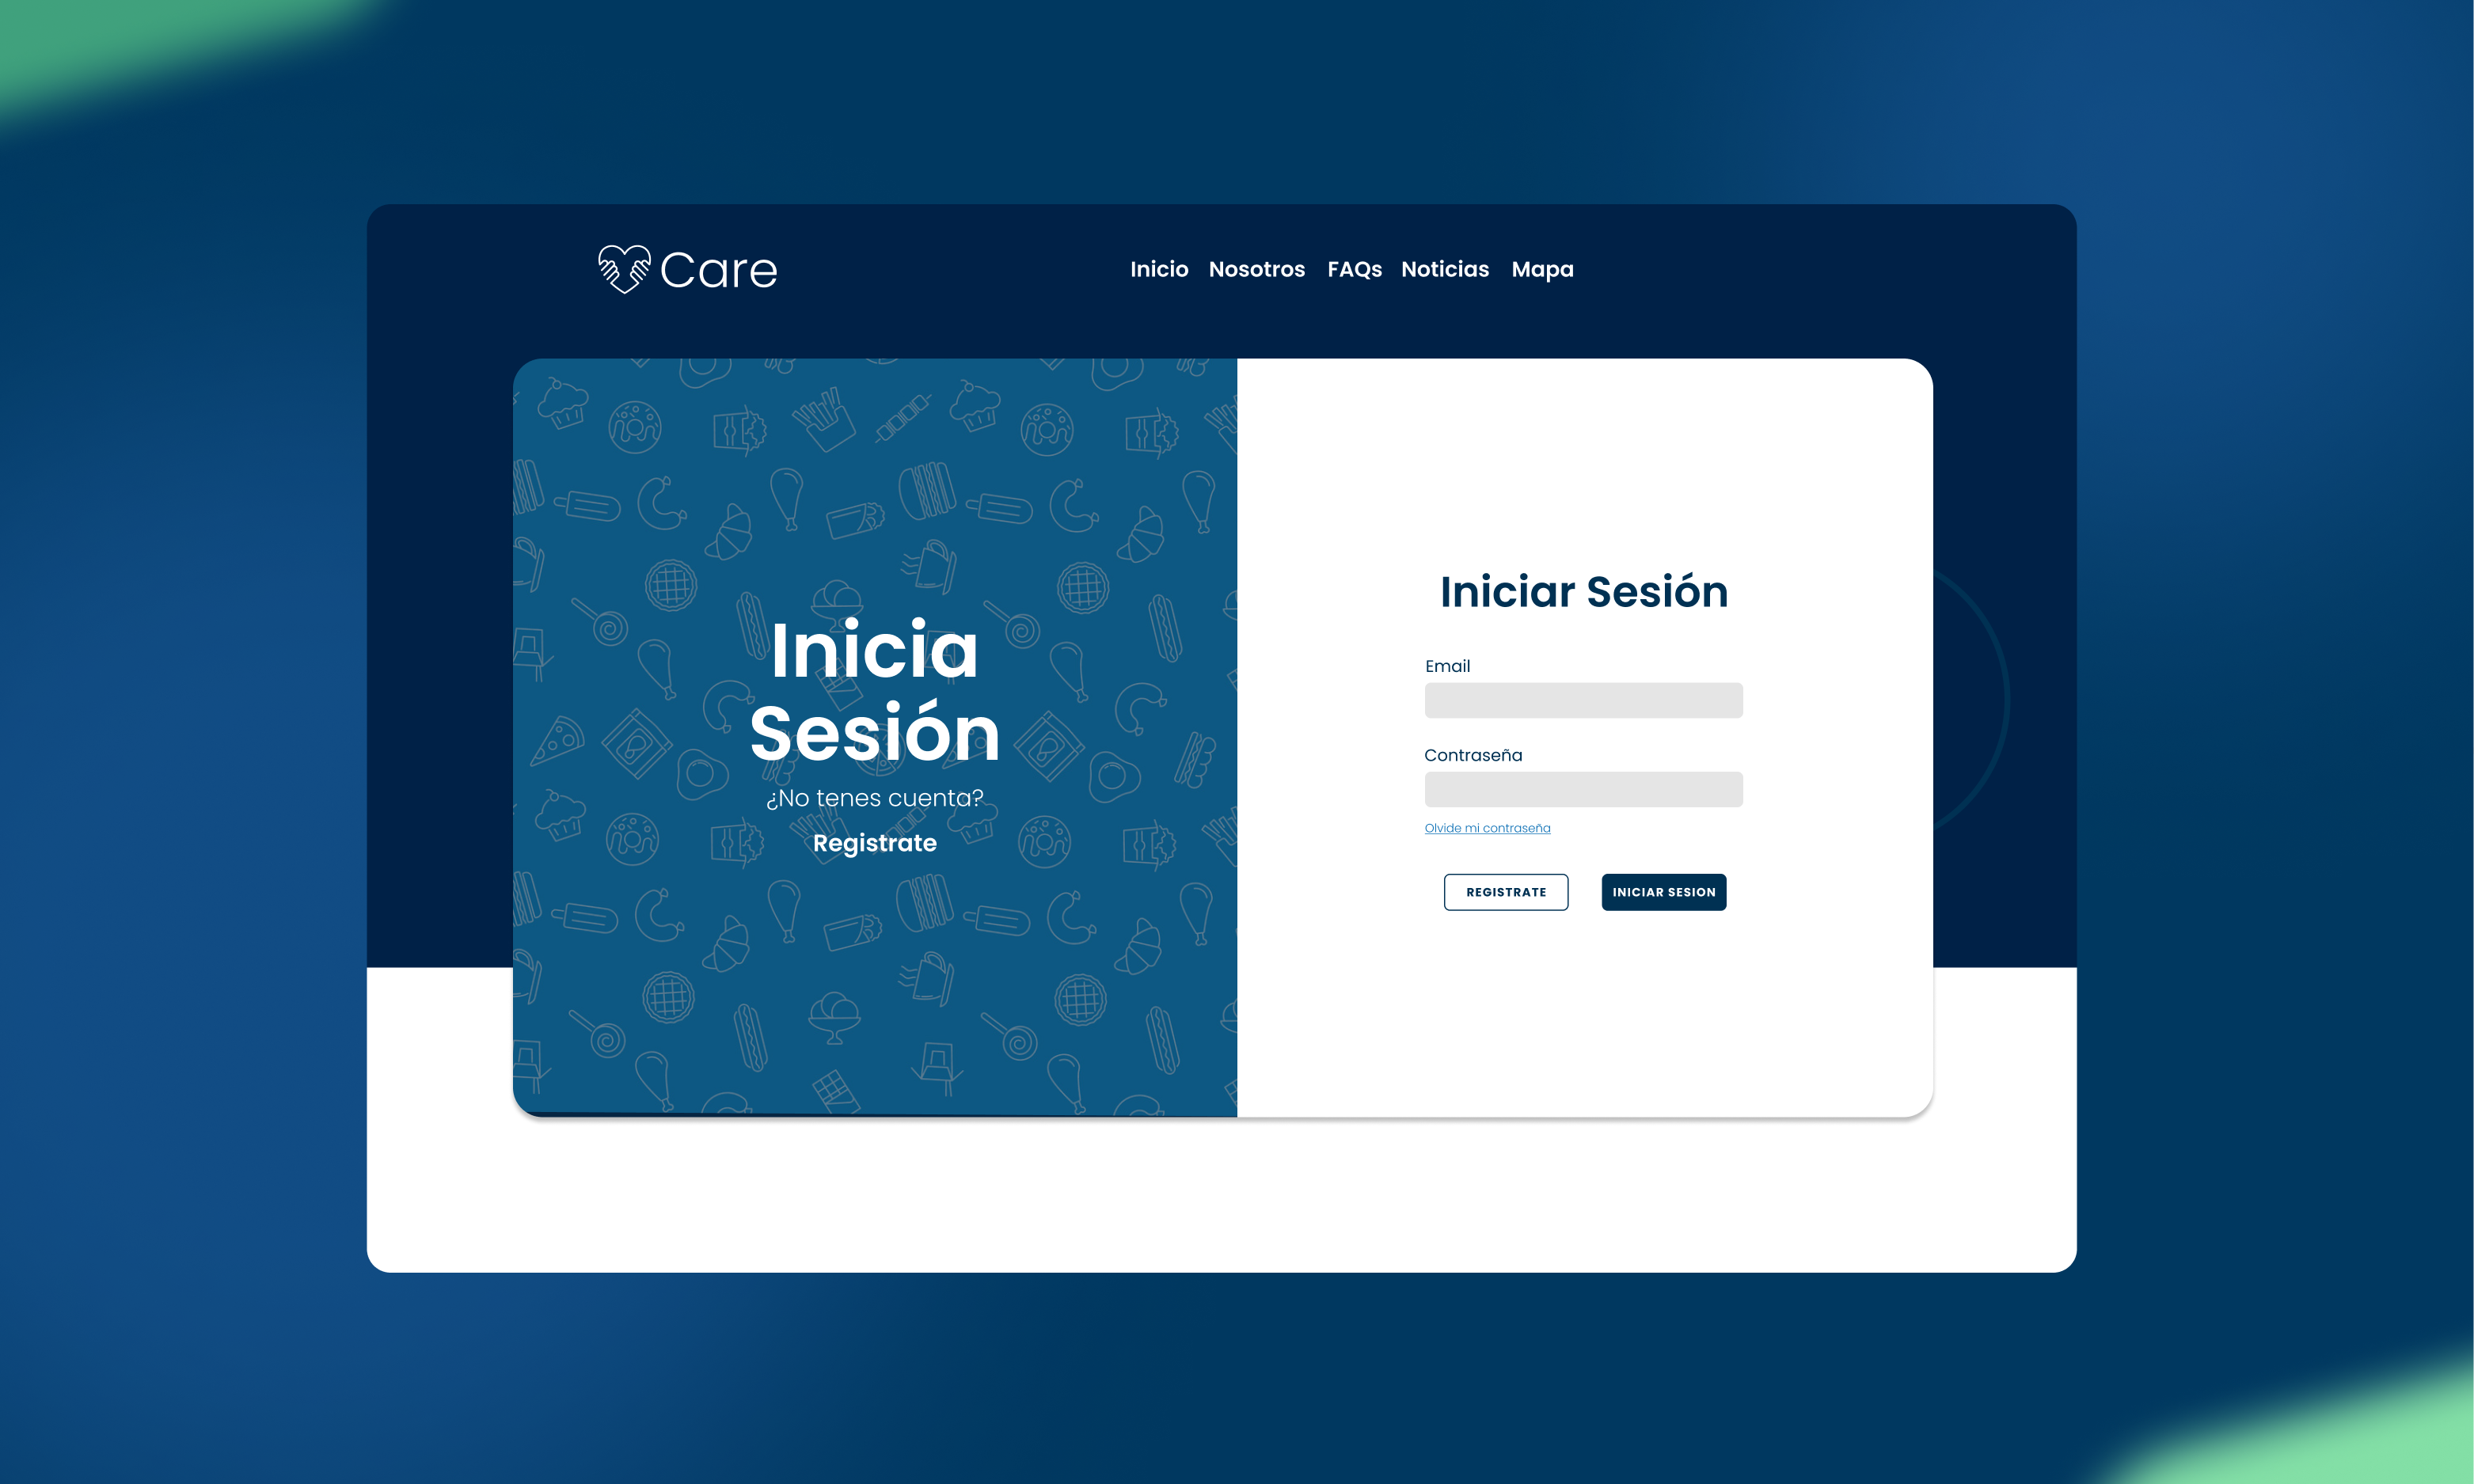 Care
Inicio Nosotros FAQs Noticias Mapa
Inicia
Sesión
¿No tenes cuenta?
Registrate
Iniciar Sesión
Email
Contraseña
Olvide mi contraseña
REGISTRATE INICIAR SESION